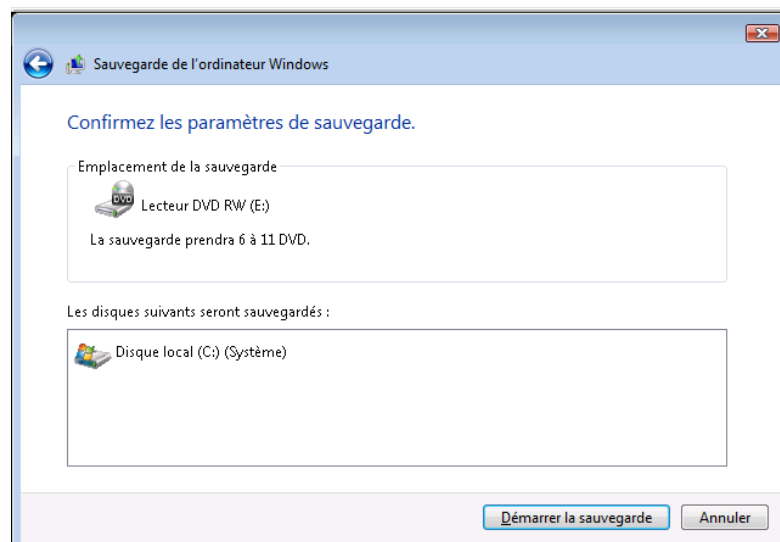 Sauvegarde de l'ordinateur Windows
Confirmez les paramètres de sauvegarde.
Emplacement de la sauvegarde
DVD
Lecteur DVD RW (E:)
La sauvegarde prendra 6 à 11 DVD.
Les disques suivants seront sauvegardés :
Disque local (C:) (Système)
Démarrer la sauvegarde
Annuler